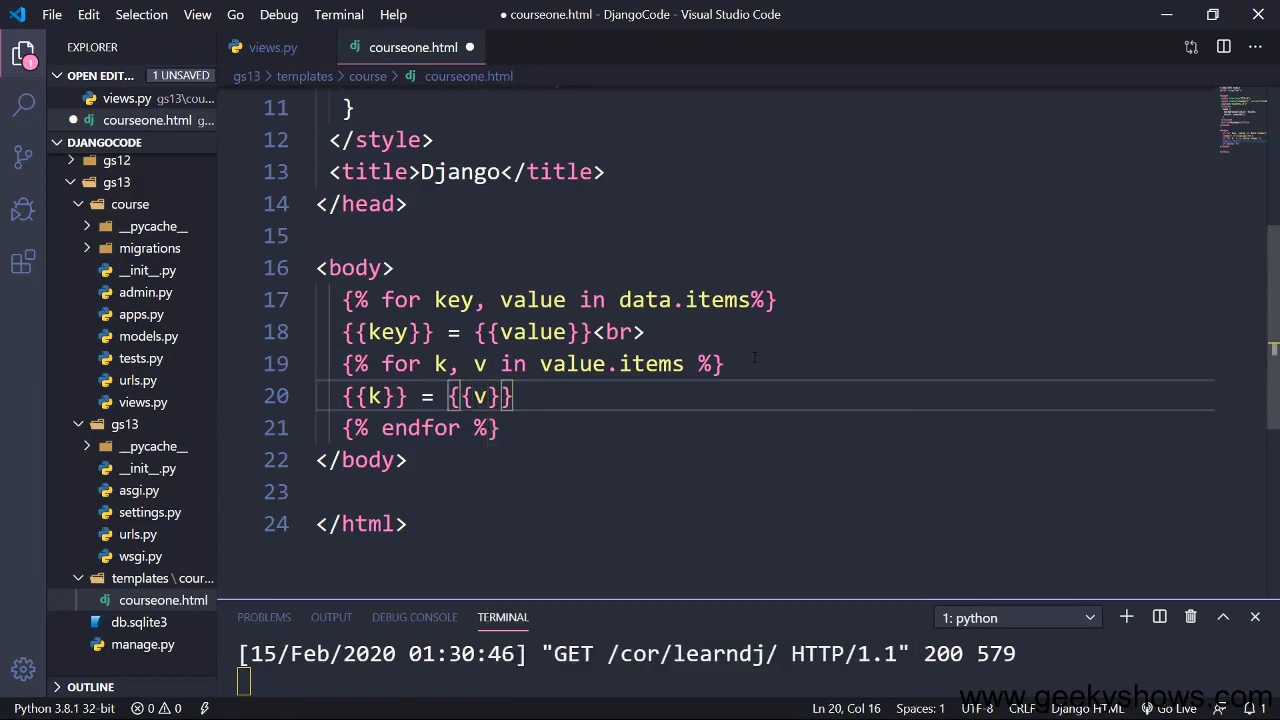 File Edit Selection View Go Debug Terminal Help ● courseone.html - DjangoCode - Visual Studio Code
EXPLORER
OPEN EDIT... 1 UNSAVED
views.py gs13\cou...
courseone.html g...
DJANGOCODE
gs12
gs13
course
__pycache__
migrations
__init__.py
admin.py
apps.py
models.py
tests.py
urls.py
views.py
gs13
__pycache__
__init__.py
asgi.py
settings.py
urls.py
wsgi.py
templates \ cour...
courseone.html
db.sqlite3
manage.py
OUTLINE
views.py courseone.html
gs13 > templates > course > courseone.html
11 }
12 </style>
13 <title>Django</title>
14 </head>
15
16 <body>
17 {% for key, value in data.items%}
18 {{key}} = {{value}}<br>
19 {% for k, v in value.items %}
20 {{k}} = {{v}}
21 {% endfor %}
22 </body>
23
24 </html>
PROBLEMS OUTPUT DEBUG CONSOLE TERMINAL 1: python
[15/Feb/2020 01:30:46] "GET /cor/learndj/ HTTP/1.1" 200 579
www.geekyshows.com
Python 3.8.1 32-bit 0 0 Ln 20, Col 16 Spaces: 1 UTF-8 CRLF Django HTML Go Live 1